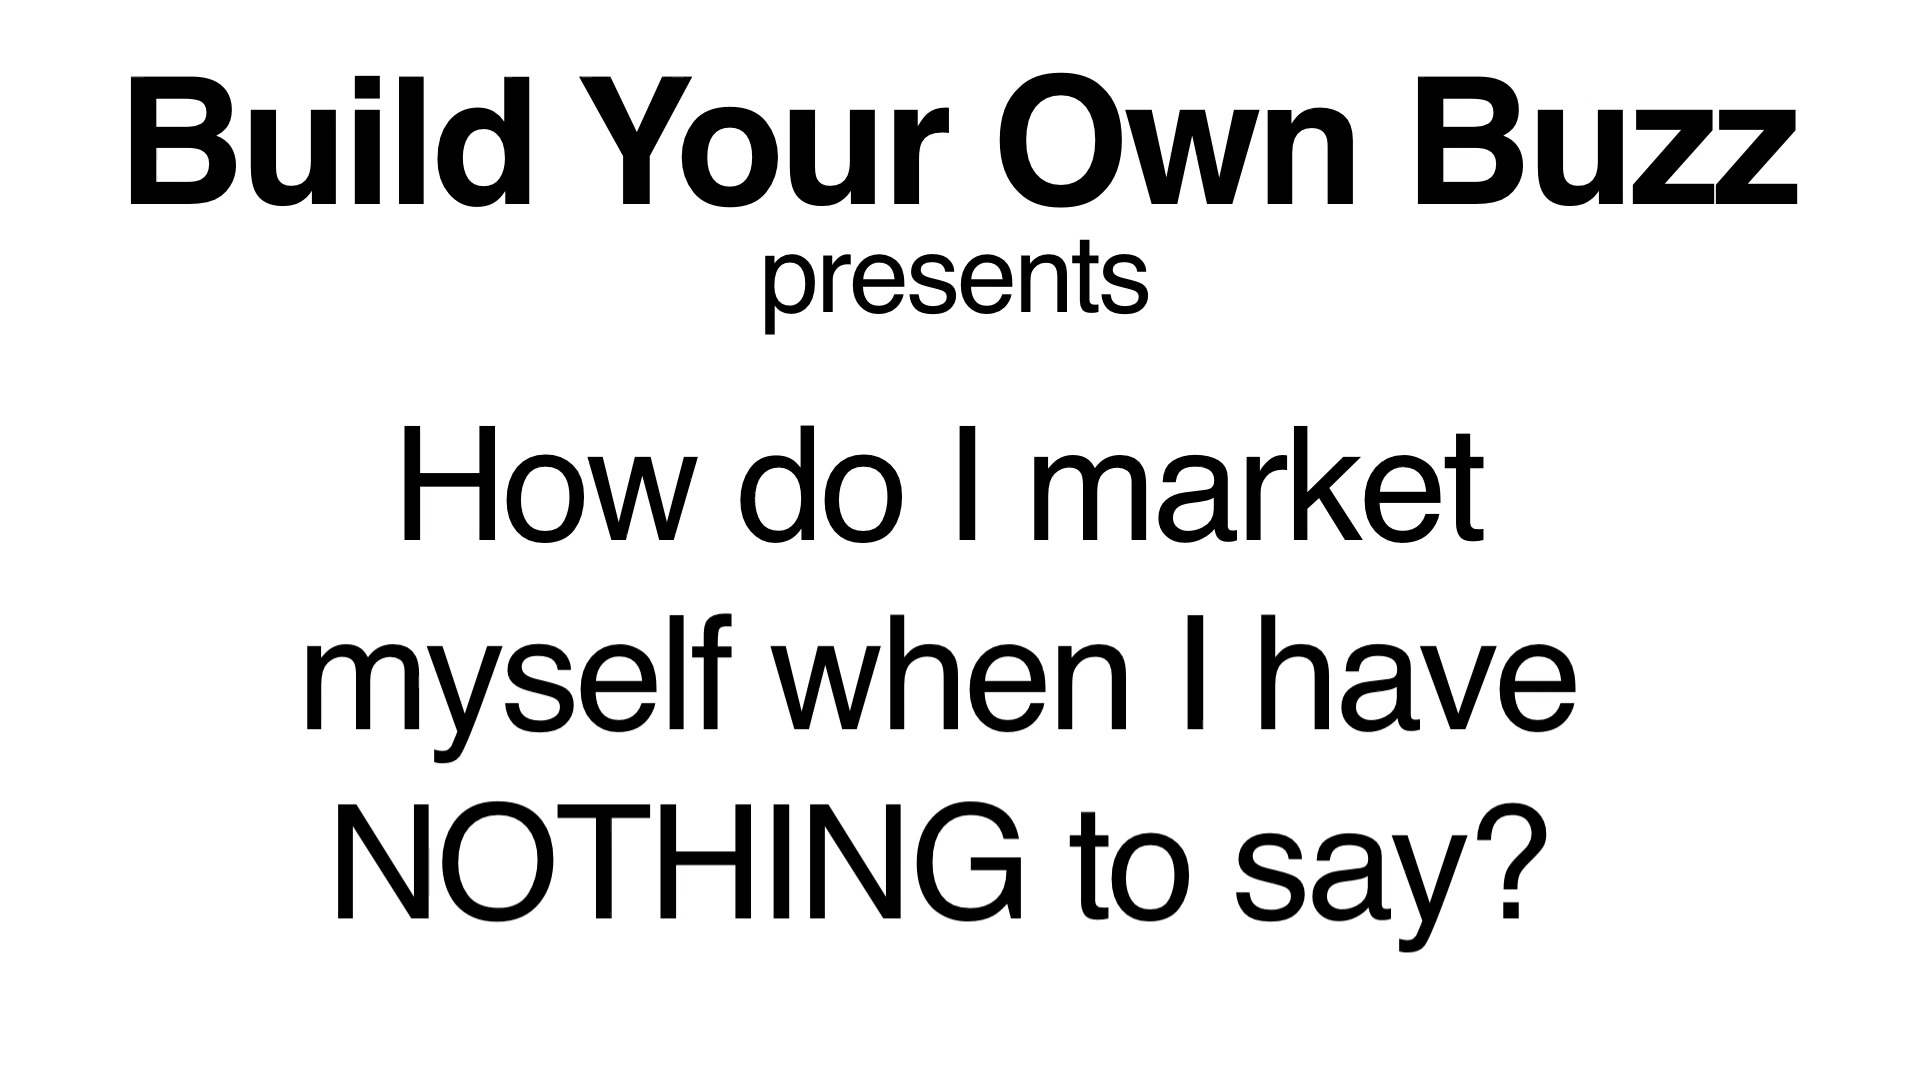 Build Your Own Buzz
presents
How do I market
myself when I have
NOTHING to say?